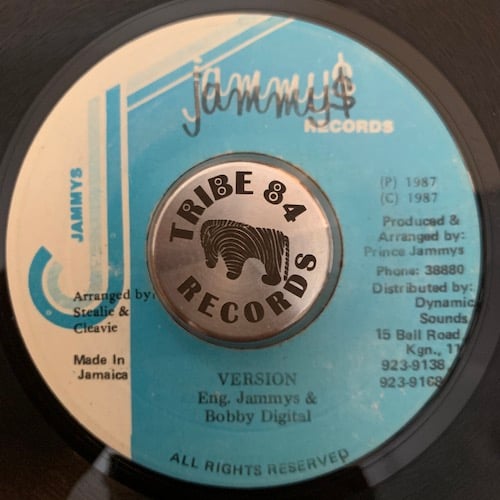 jammy$
RECORDS
JAMMYS
TRIBE 84
RECORDS
(P) 1987
(C) 1987
Produced &
Arranged by:
Prince Jammys
Phone: 38880
Distributed by:
Dynamic
Sounds
15 Bell Road
Kgn., 11
923-9138
923-9168
Arranged by:
Stealie &
Cleavie
Made In
Jamaica
VERSION
Eng. Jammys &
Bobby Digital
ALL RIGHTS RESERVED